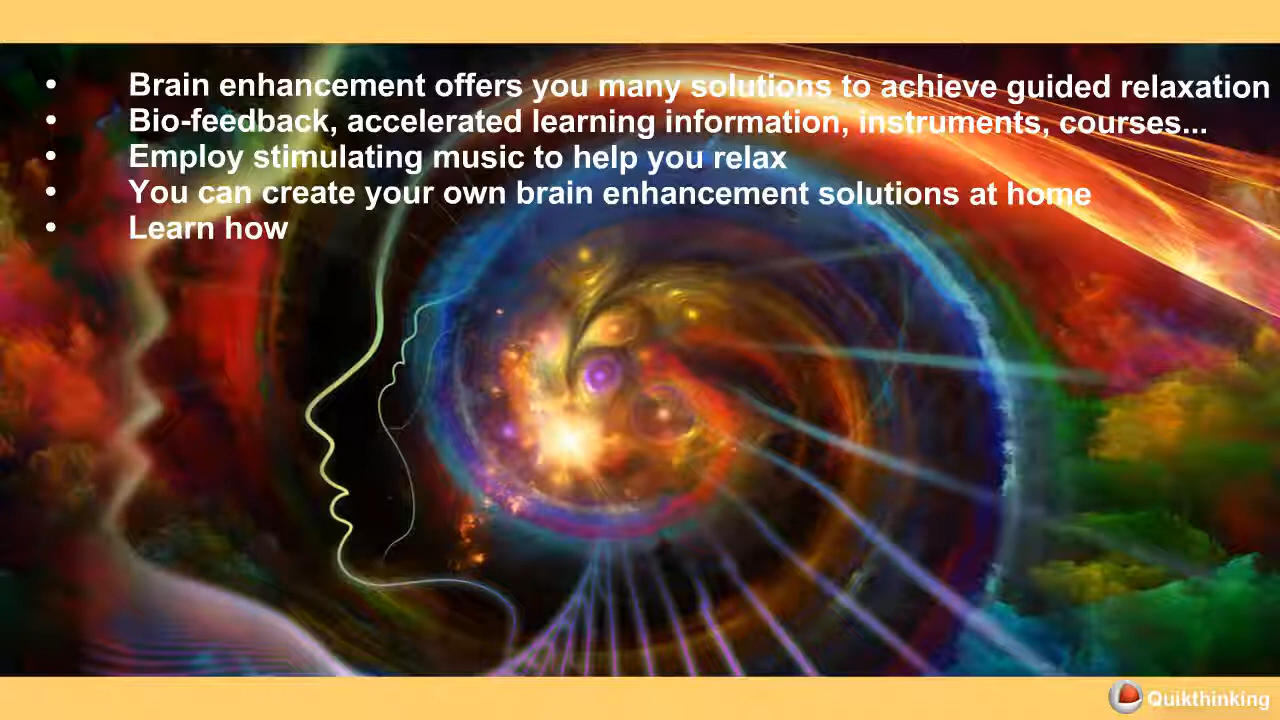 • Brain enhancement offers you many solutions to achieve guided relaxation
• Bio-feedback, accelerated learning information, instruments, courses...
• Employ stimulating music to help you relax
• You can create your own brain enhancement solutions at home
• Learn how
Quikthinking